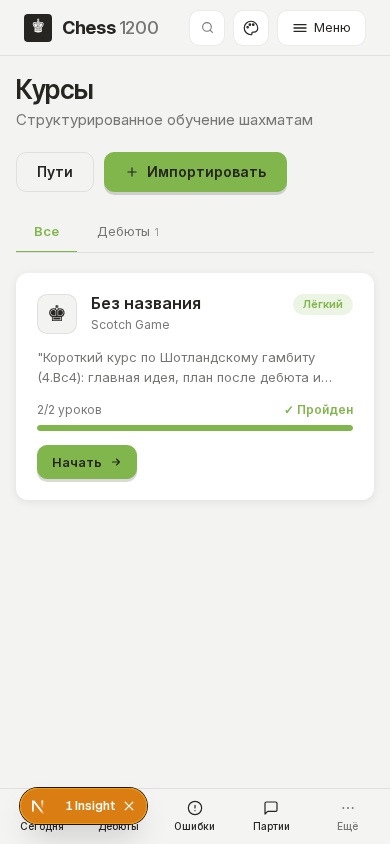 Chess 1200
Меню
Курсы
Структурированное обучение шахматам
Пути
+ Импортировать
Все
Дебюты 1
Без названия
Лёгкий
Scotch Game
"Короткий курс по Шотландскому гамбиту
(4.Bc4): главная идея, план после дебюта и…
2/2 уроков
✓ Пройден
Начать →
N 1 Insight ×
Сегодня
Дебюты
Ошибки
Партии
Ещё